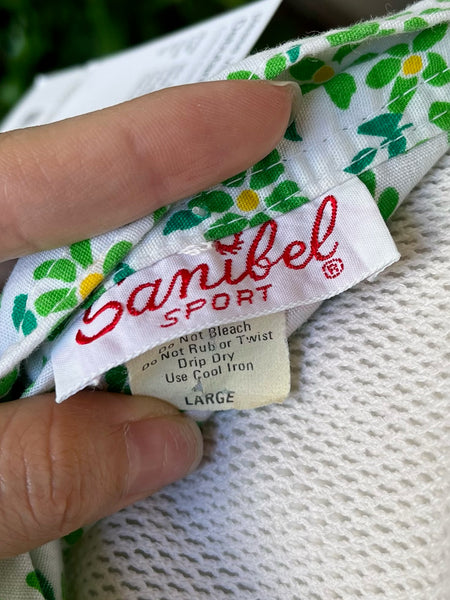 Sanibel®
SPORT
Do Not Bleach
Do Not Rub or Twist
Drip Dry
Use Cool Iron
LARGE